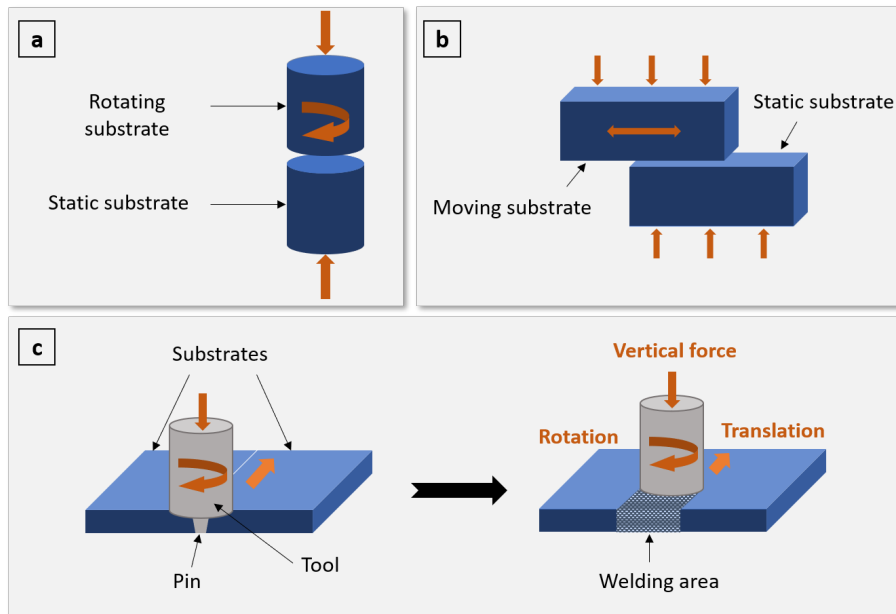 a
Rotating
substrate
Static substrate
b
Static substrate
Moving substrate
c
Substrates
Pin
Tool
Vertical force
Rotation
Translation
Welding area